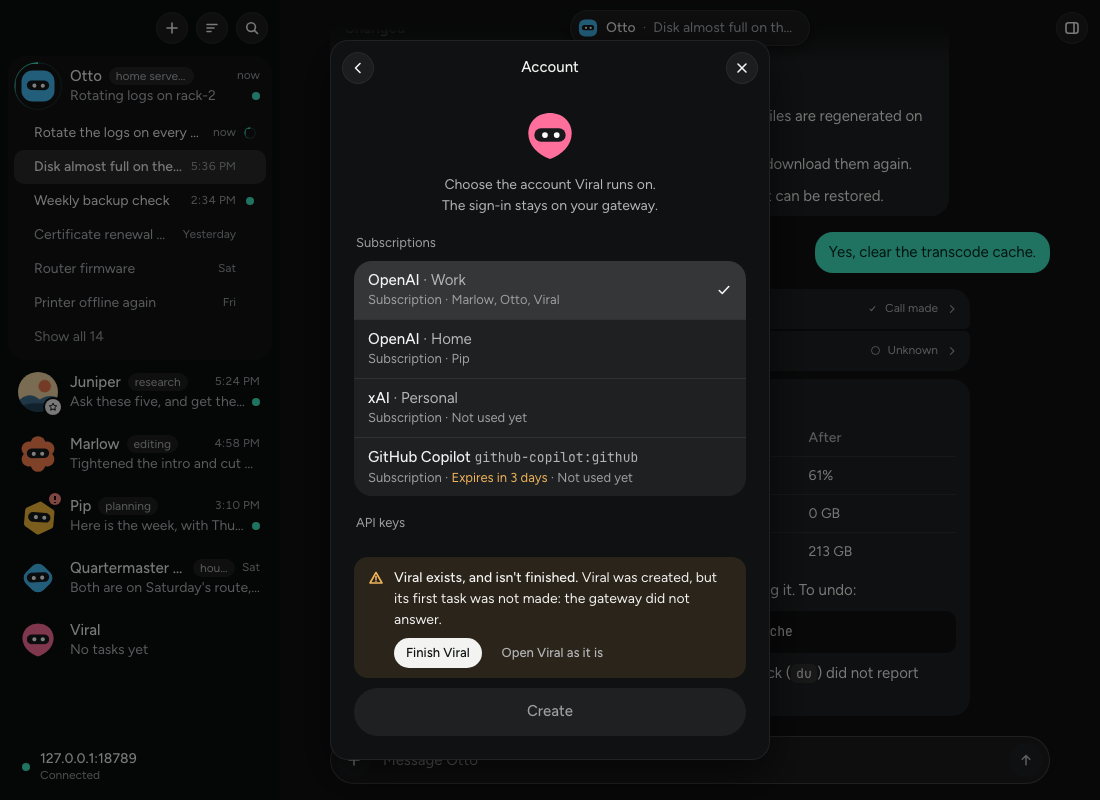 Otto · Disk almost full on th...
Otto home serve... now
Rotating logs on rack-2
Rotate the logs on every ... now
Disk almost full on the... 5:36 PM
Weekly backup check 2:34 PM
Certificate renewal ... Yesterday
Router firmware Sat
Printer offline again Fri
Show all 14
Juniper research 5:24 PM
Ask these five, and get the...
Marlow editing 4:58 PM
Tightened the intro and cut ...
Pip planning 3:10 PM
Here is the week, with Thu...
Quartermaster ... hou... Sat
Both are on Saturday's route,...
Viral
No tasks yet
127.0.0.1:18789
Connected
Account
Choose the account Viral runs on.
The sign-in stays on your gateway.
Subscriptions
OpenAI · Work
Subscription · Marlow, Otto, Viral
OpenAI · Home
Subscription · Pip
xAI · Personal
Subscription · Not used yet
GitHub Copilot github-copilot:github
Subscription · Expires in 3 days · Not used yet
API keys
Viral exists, and isn't finished. Viral was created, but
its first task was not made: the gateway did not
answer.
Finish Viral Open Viral as it is
Create
are regenerated on
download them again.
can be restored.
Yes, clear the transcode cache.
Call made
Unknown
After
61%
0 GB
213 GB
it. To undo:
( du ) did not report
Message Otto